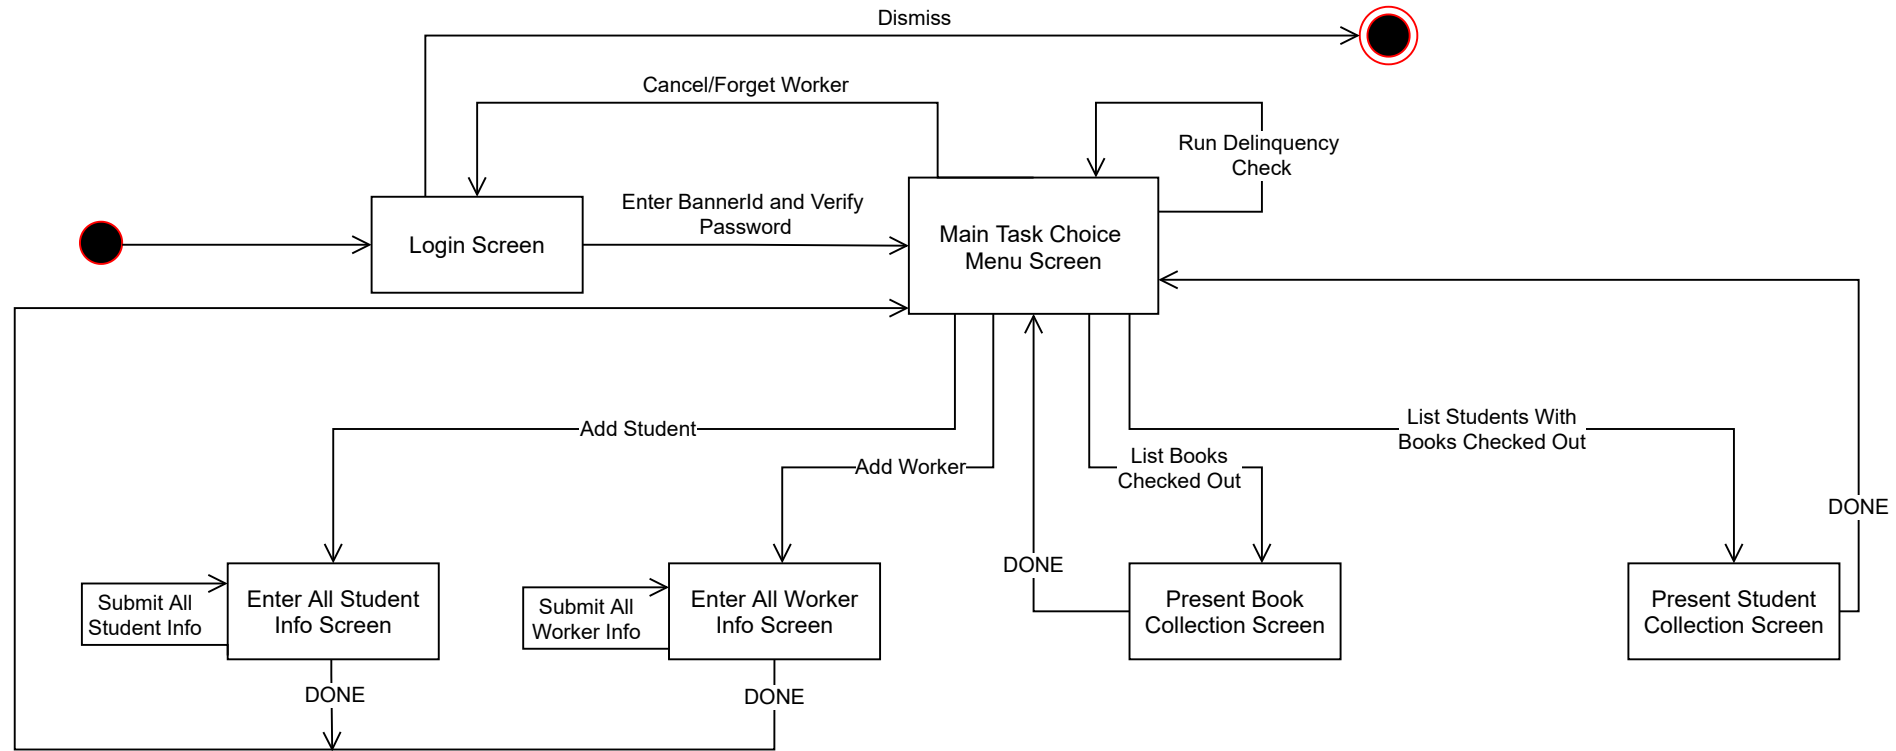 Dismiss
Cancel/Forget Worker
Run Delinquency
Check
Enter BannerId and Verify
Password
Login Screen
Main Task Choice
Menu Screen
Add Student
Add Worker
List Books
Checked Out
List Students With
Books Checked Out
DONE
DONE
Submit All
Student Info
Enter All Student
Info Screen
Submit All
Worker Info
Enter All Worker
Info Screen
Present Book
Collection Screen
Present Student
Collection Screen
DONE
DONE